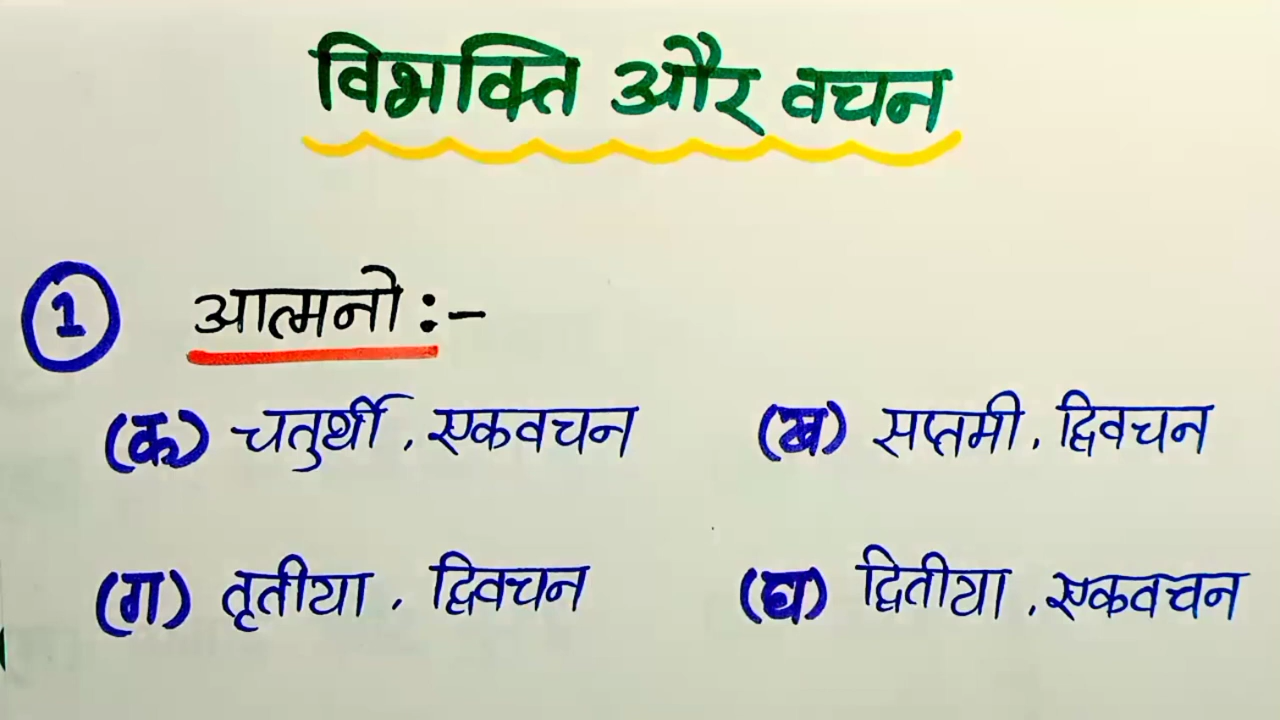 विभक्ति और वचन
1 आत्मनो :-
(क) चतुर्थी, एकवचन (ख) सप्तमी, द्विवचन
(ग) तृतीया, द्विवचन (घ) द्वितीया, एकवचन